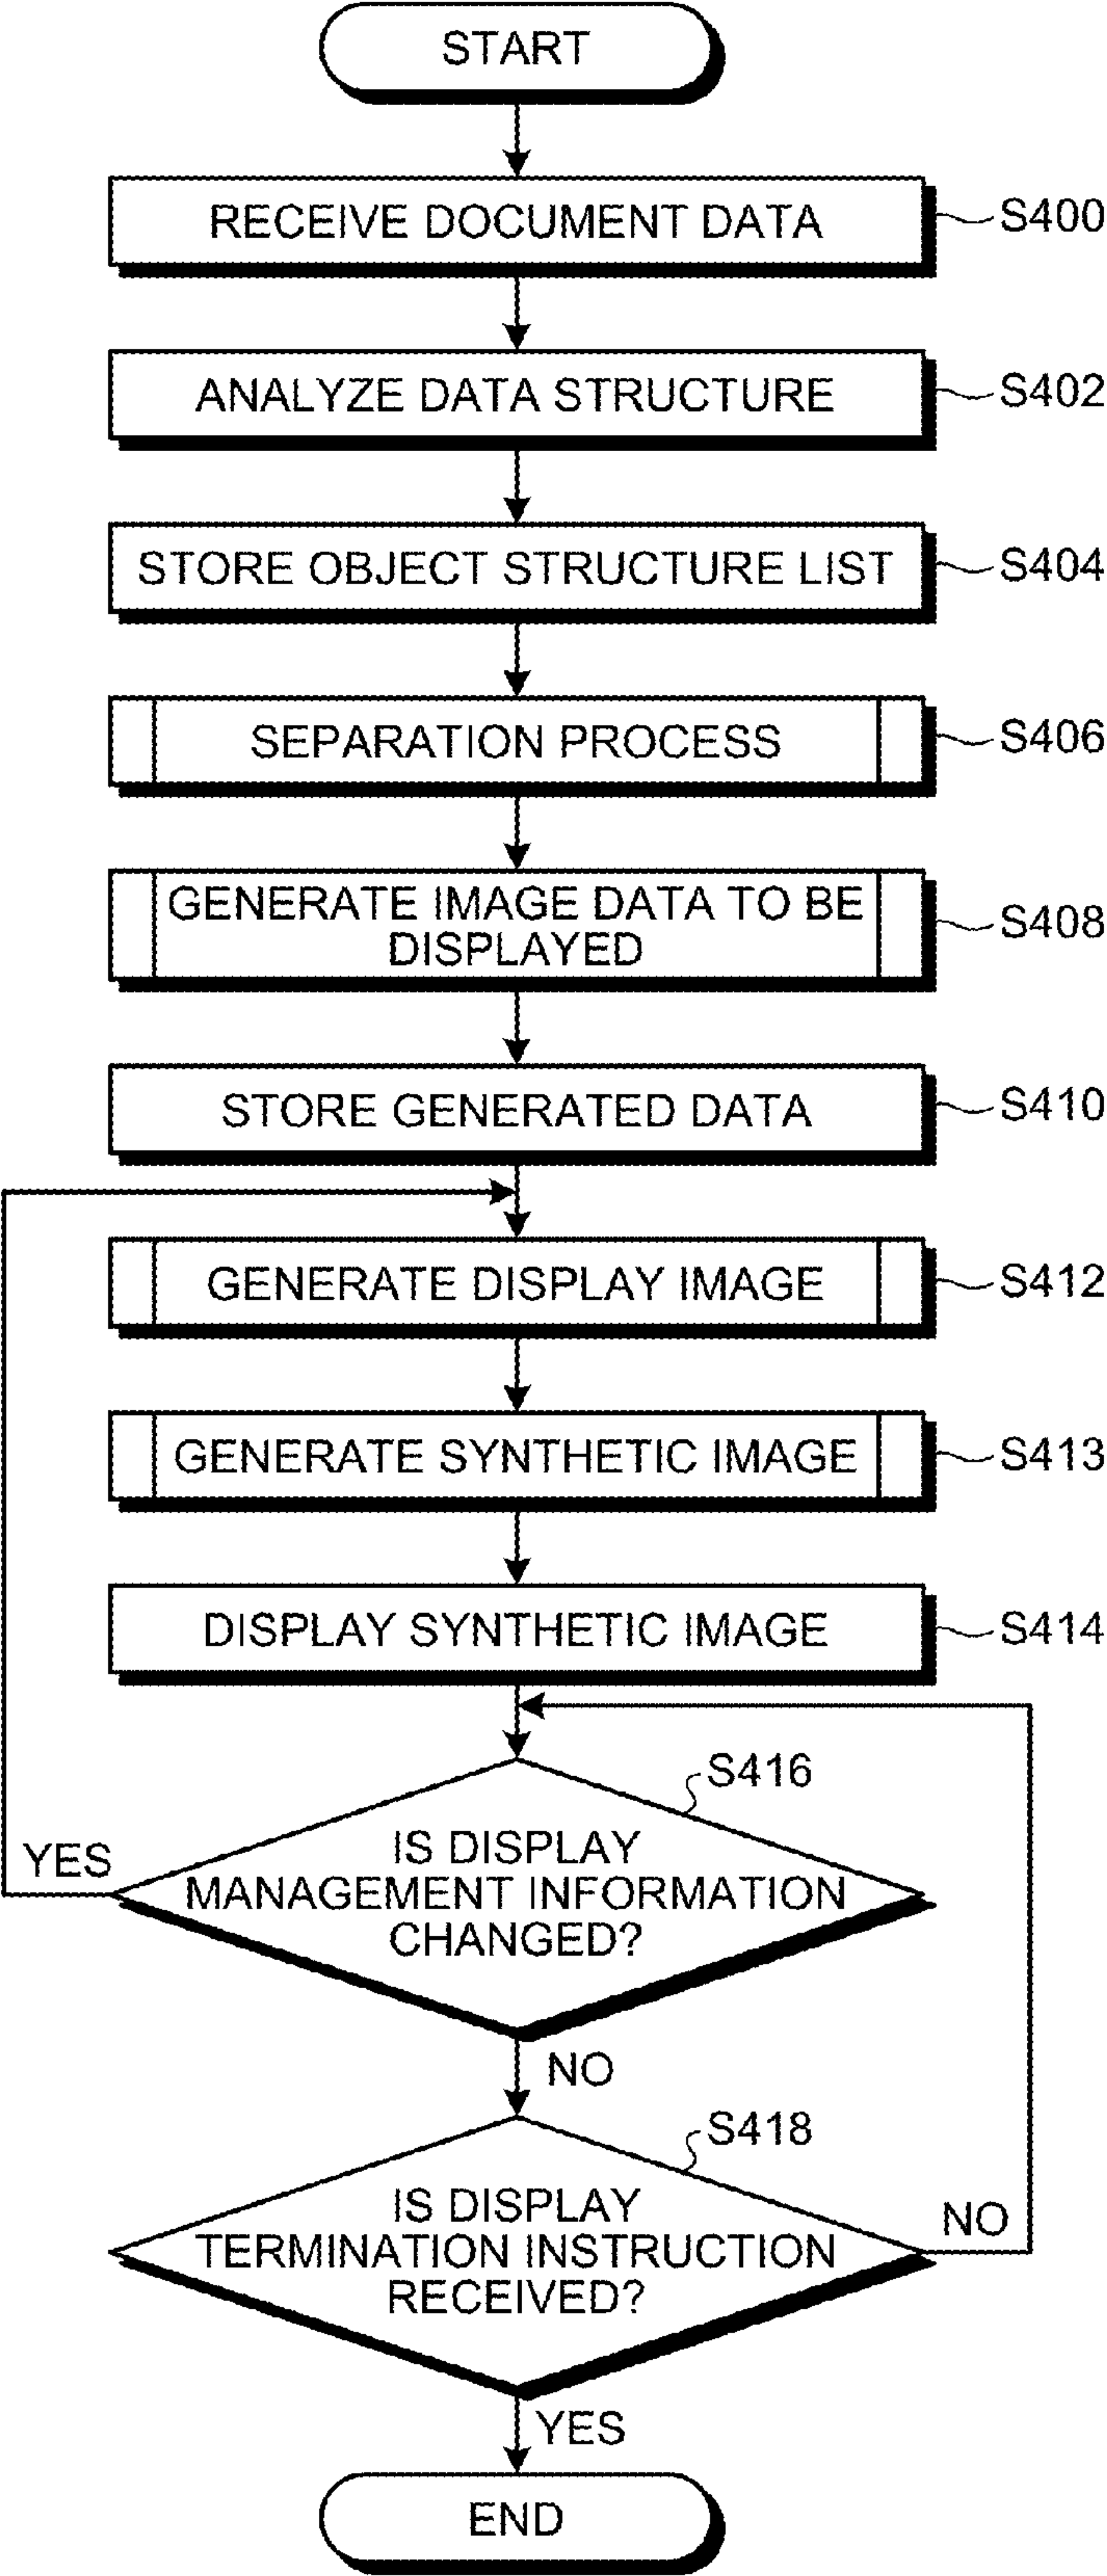 START
RECEIVE DOCUMENT DATA
S400
ANALYZE DATA STRUCTURE
S402
STORE OBJECT STRUCTURE LIST
S404
SEPARATION PROCESS
S406
GENERATE IMAGE DATA TO BE
DISPLAYED
S408
STORE GENERATED DATA
S410
GENERATE DISPLAY IMAGE
S412
GENERATE SYNTHETIC IMAGE
S413
DISPLAY SYNTHETIC IMAGE
S414
S416
IS DISPLAY
MANAGEMENT INFORMATION
CHANGED?
YES
NO
S418
IS DISPLAY
TERMINATION INSTRUCTION
RECEIVED?
NO
YES
END